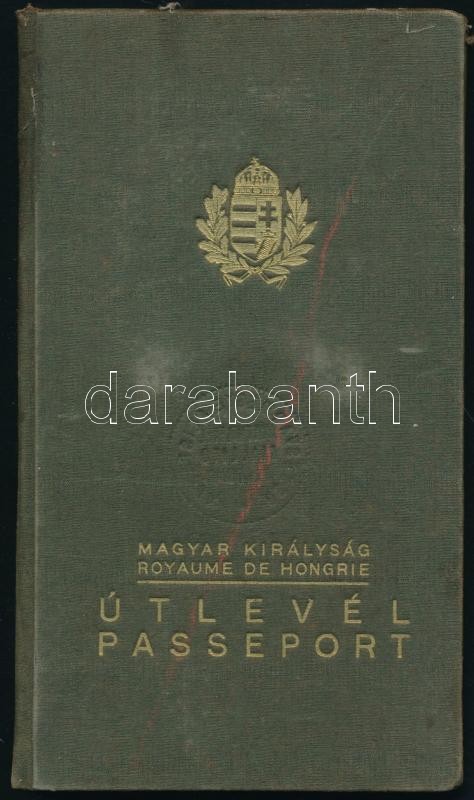 darabanth
MAGYAR KIRÁLYSÁG
ROYAUME DE HONGRIE
ÚTLEVÉL
PASSEPORT